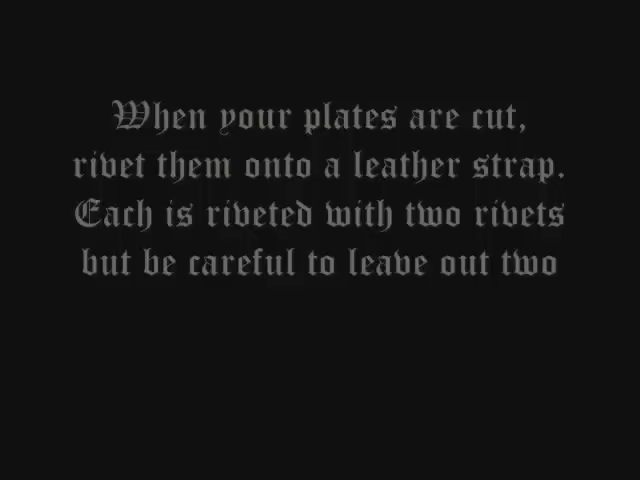 When your plates are cut,
rivet them onto a leather strap.
Each is riveted with two rivets
but be careful to leave out two